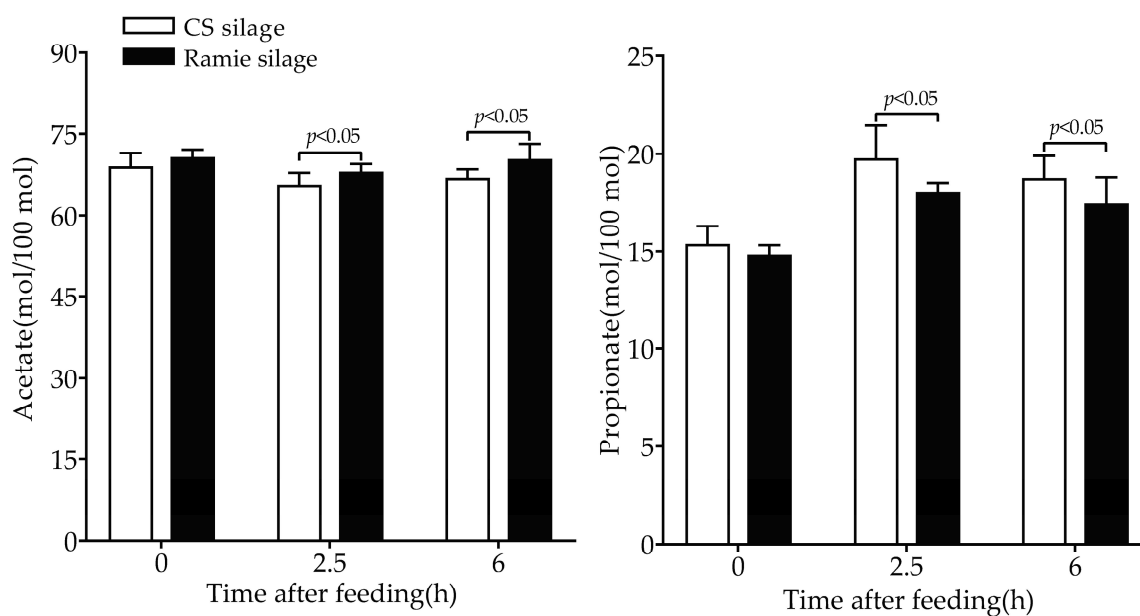 CS silage
Ramie silage
Acetate(mol/100 mol)
90
75
60
45
30
15
0
p<0.05
p<0.05
0
2.5
6
Time after feeding(h)
Propionate(mol/100 mol)
25
20
15
10
5
0
p<0.05
p<0.05
0
2.5
6
Time after feeding(h)